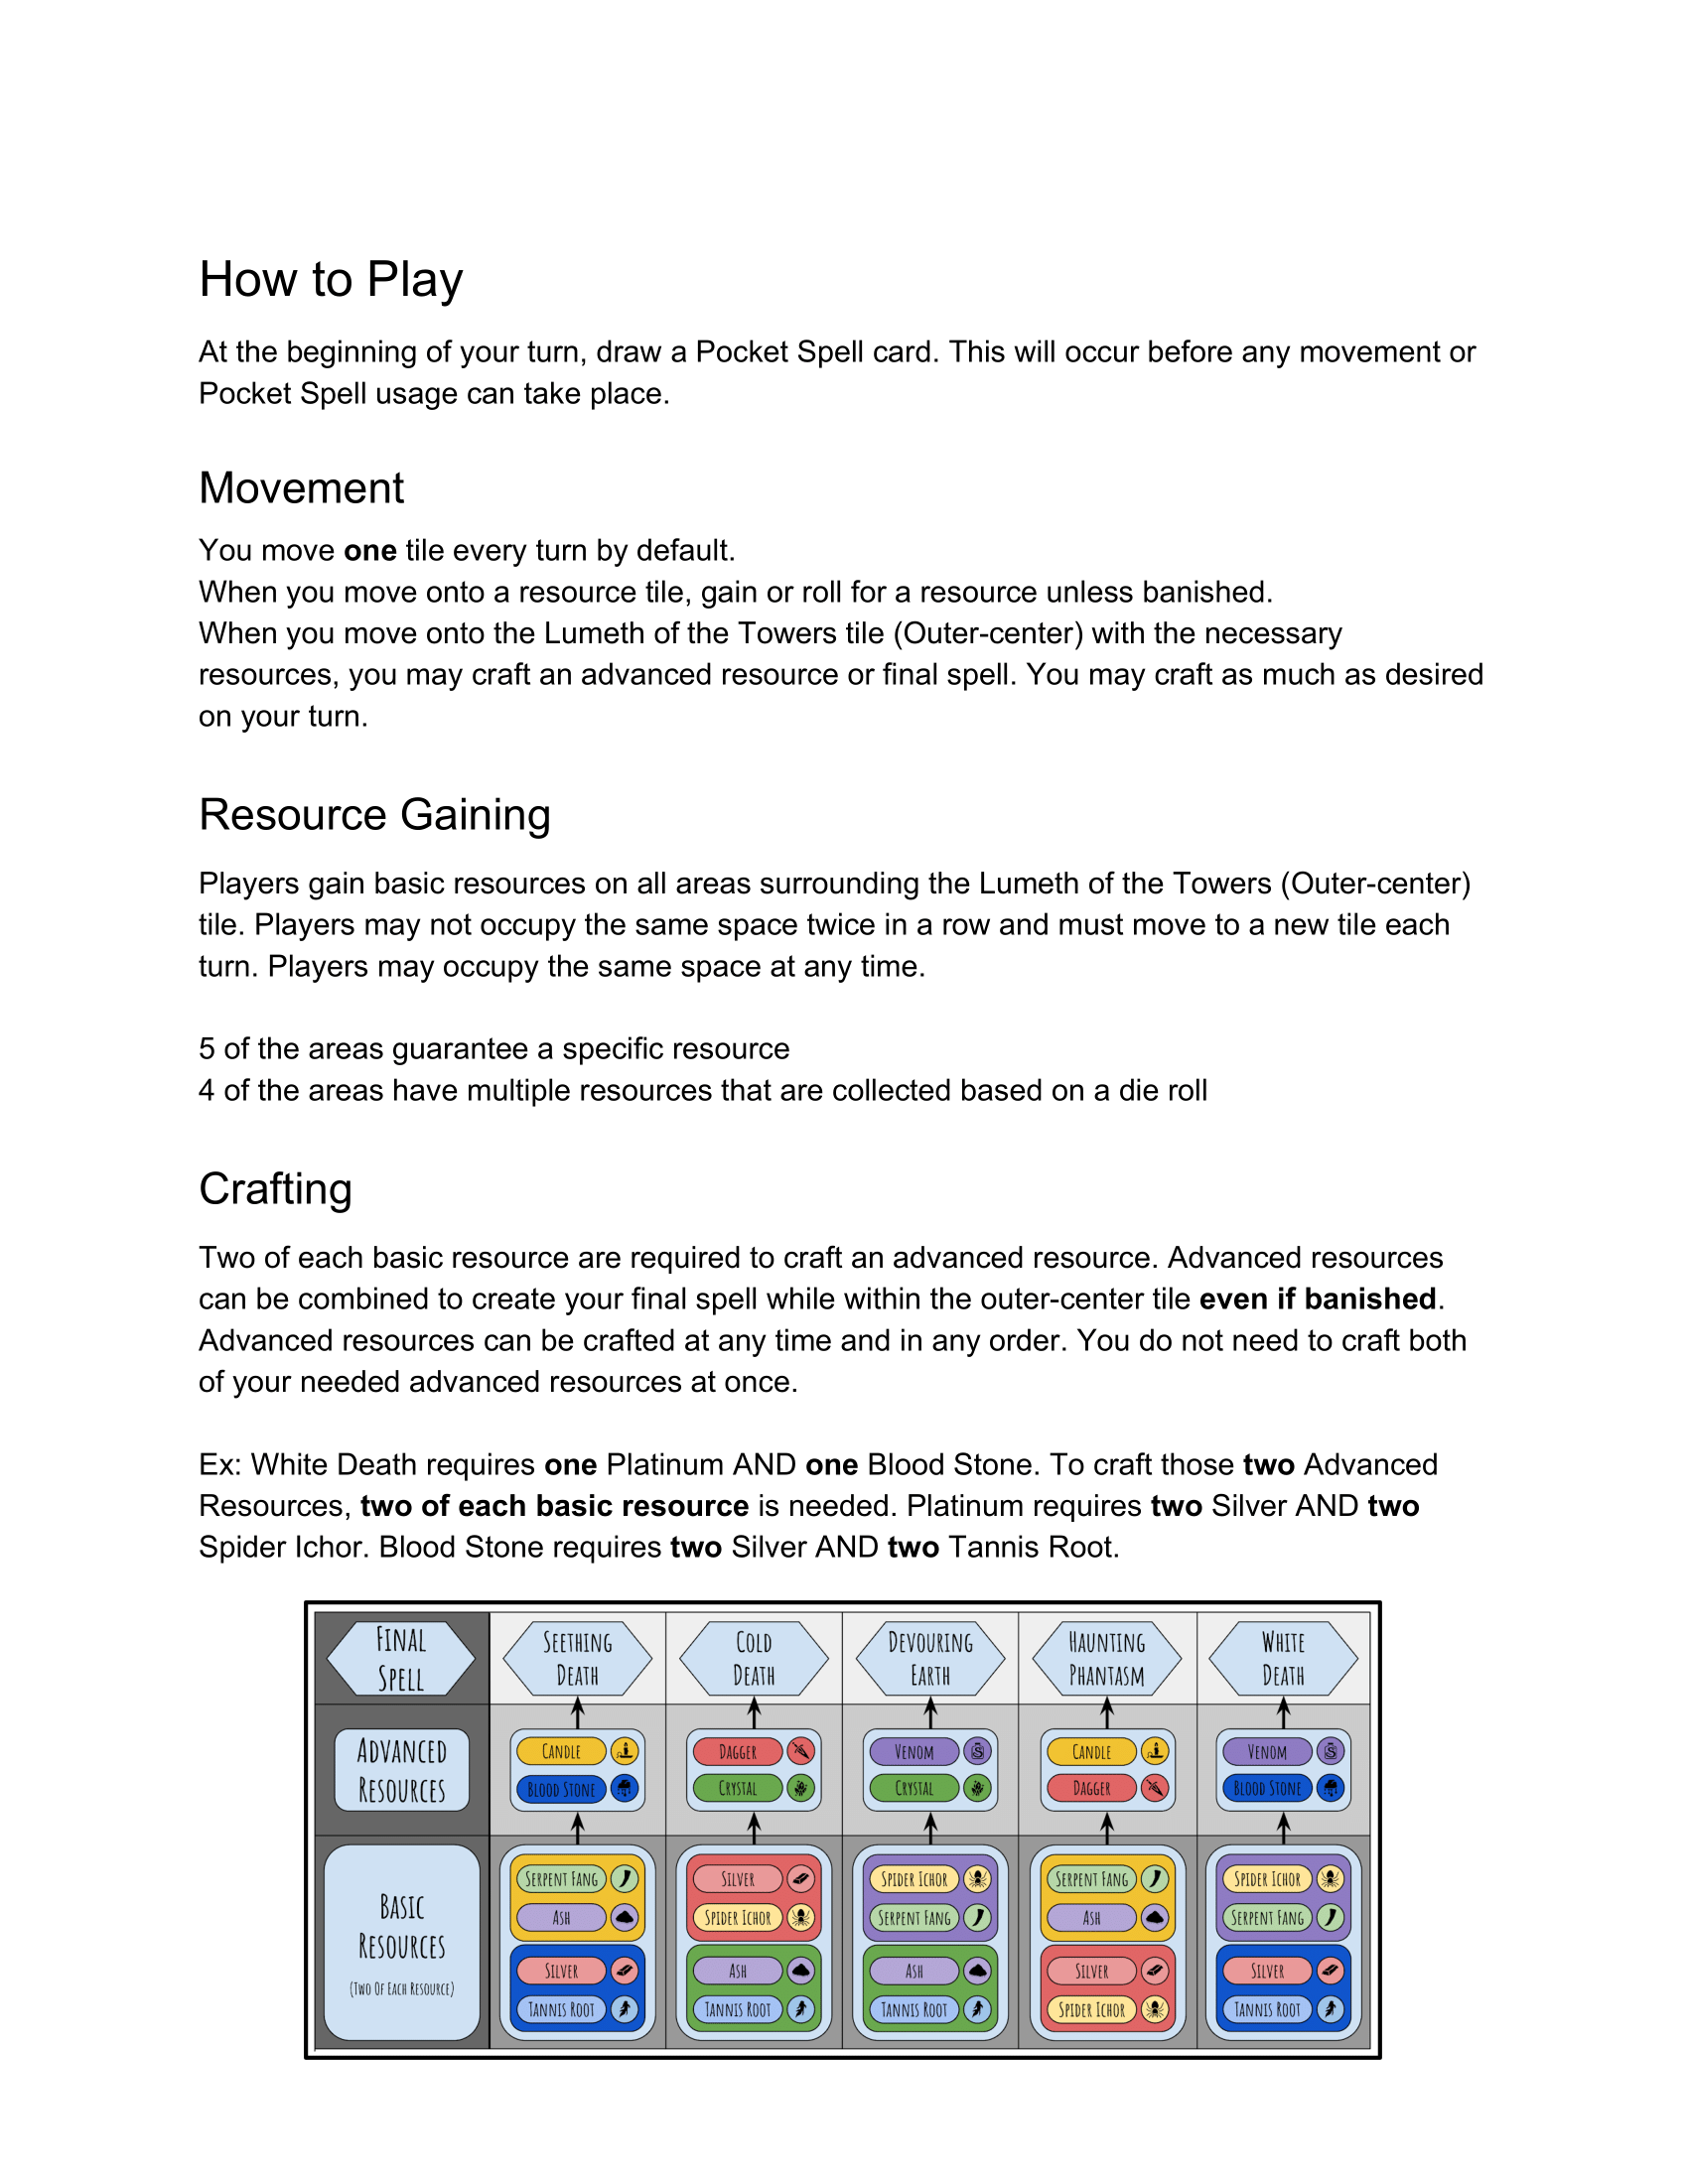 How to Play
At the beginning of your turn, draw a Pocket Spell card. This will occur before any movement or
Pocket Spell usage can take place.
Movement
You move one tile every turn by default.
When you move onto a resource tile, gain or roll for a resource unless banished.
When you move onto the Lumeth of the Towers tile (Outer-center) with the necessary
resources, you may craft an advanced resource or final spell. You may craft as much as desired
on your turn.
Resource Gaining
Players gain basic resources on all areas surrounding the Lumeth of the Towers (Outer-center)
tile. Players may not occupy the same space twice in a row and must move to a new tile each
turn. Players may occupy the same space at any time.
5 of the areas guarantee a specific resource
4 of the areas have multiple resources that are collected based on a die roll
Crafting
Two of each basic resource are required to craft an advanced resource. Advanced resources
can be combined to create your final spell while within the outer-center tile even if banished.
Advanced resources can be crafted at any time and in any order. You do not need to craft both
of your needed advanced resources at once.
Ex: White Death requires one Platinum AND one Blood Stone. To craft those two Advanced
Resources, two of each basic resource is needed. Platinum requires two Silver AND two
Spider Ichor. Blood Stone requires two Silver AND two Tannis Root.
FINAL
SPELL
SEETHING
DEATH
COLD
DEATH
DEVOURING
EARTH
HAUNTING
PHANTASM
WHITE
DEATH
ADVANCED
RESOURCES
CANDLE
BLOOD STONE
DAGGER
CRYSTAL
VENOM
CRYSTAL
CANDLE
DAGGER
VENOM
BLOOD STONE
BASIC
RESOURCES
(TWO OF EACH RESOURCE)
SERPENT FANG
ASH
SILVER
TANNIS ROOT
SILVER
SPIDER ICHOR
ASH
TANNIS ROOT
SPIDER ICHOR
SERPENT FANG
ASH
TANNIS ROOT
SERPENT FANG
ASH
SILVER
SPIDER ICHOR
SPIDER ICHOR
SERPENT FANG
SILVER
TANNIS ROOT